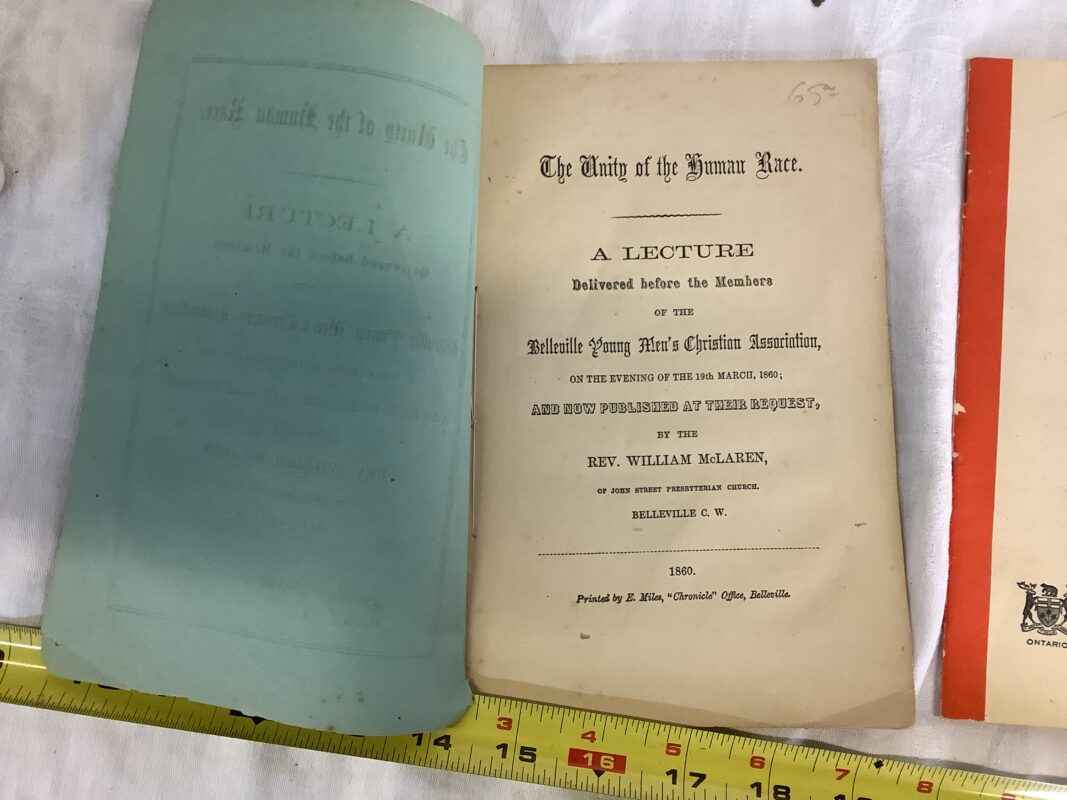 65
The Unity of the Human Race.
A LECTURE
Delivered before the Members
OF THE
Belleville Young Men's Christian Association,
ON THE EVENING OF THE 19th MARCH, 1860;
AND NOW PUBLISHED AT THEIR REQUEST,
BY THE
REV. WILLIAM McLAREN,
OF JOHN STREET PRESBYTERIAN CHURCH,
BELLEVILLE C. W.
1860.
Printed by E. Miles, "Chronicle" Office, Belleville.
ONTARIO
3 4 5 6 7 8
14 15 16 17 18